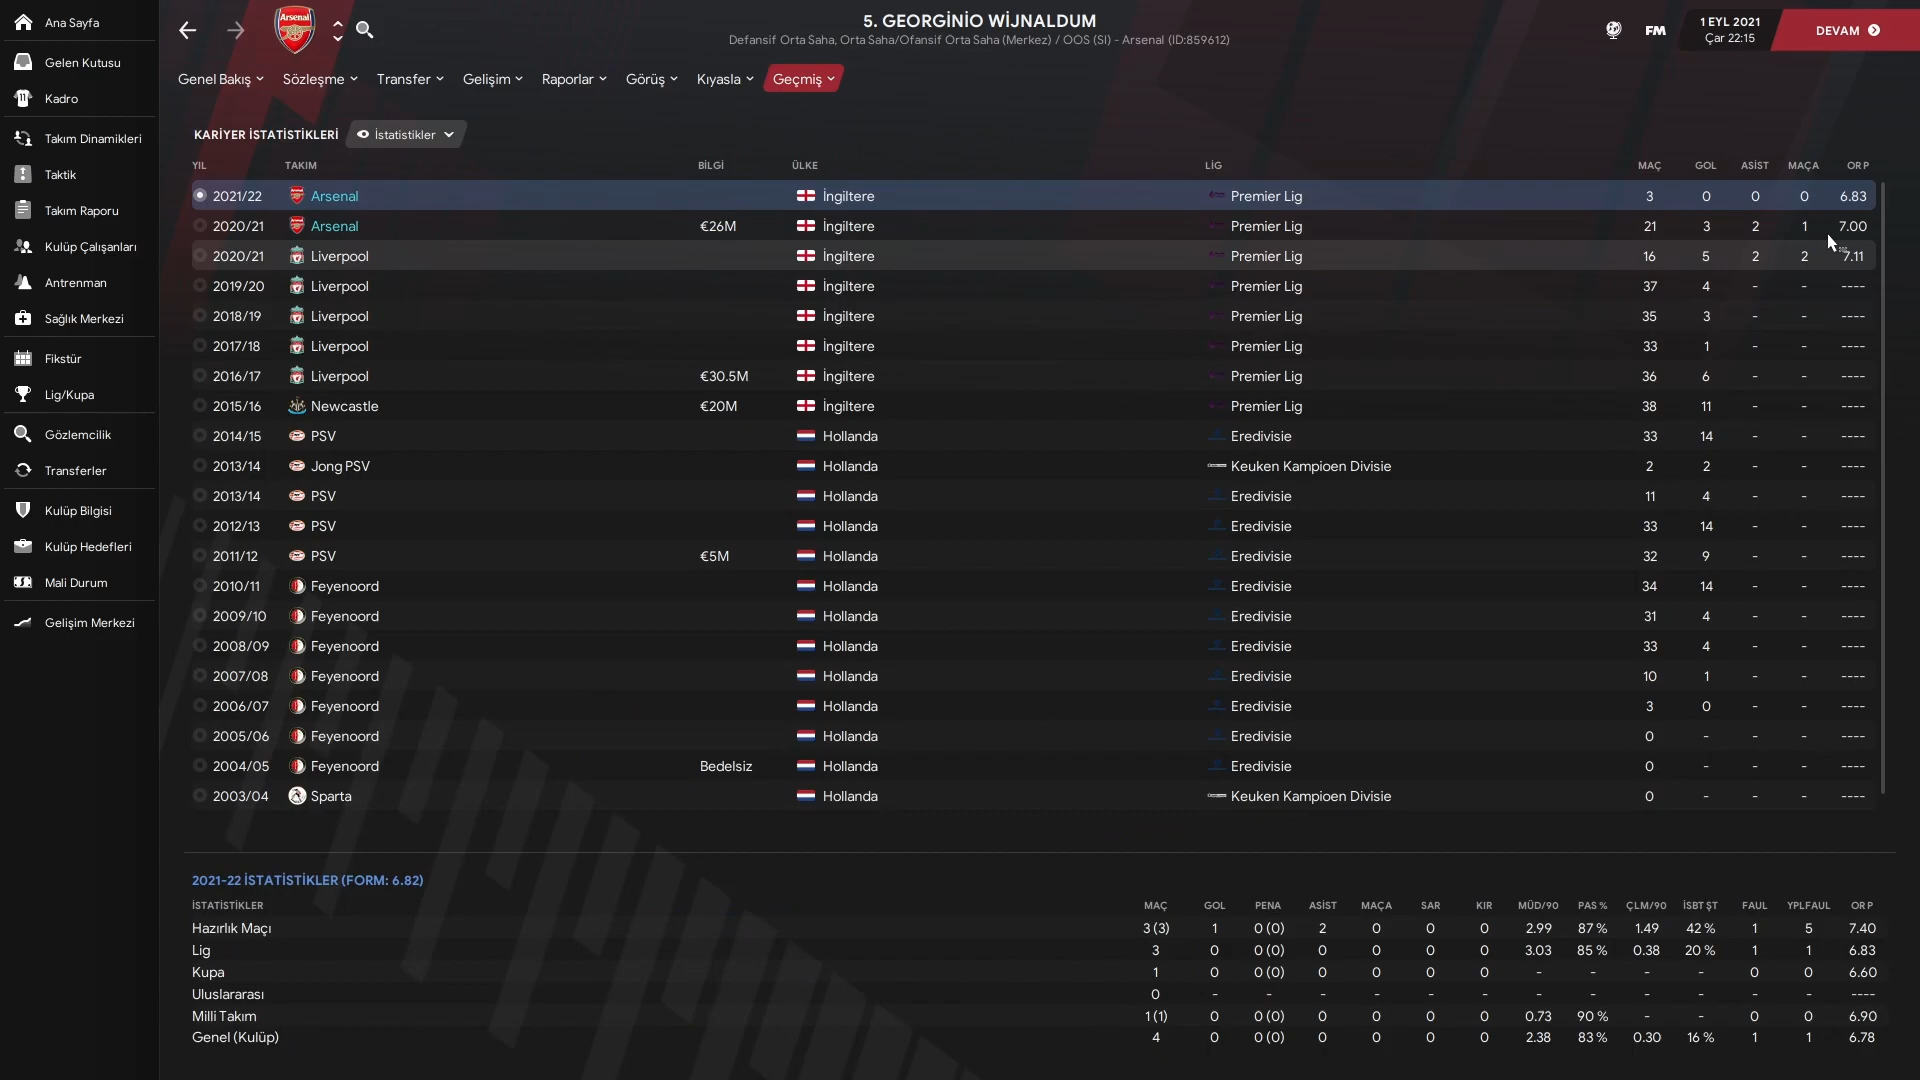 Ana Sayfa
Gelen Kutusu
Kadro
Takım Dinamikleri
Taktik
Takım Raporu
Kulüp Çalışanları
Antrenman
Sağlık Merkezi
Fikstür
Lig/Kupa
Gözlemcilik
Transferler
Kulüp Bilgisi
Kulüp Hedefleri
Mali Durum
Gelişim Merkezi
Arsenal
5. GEORGİNİO WİJNALDUM
Defansif Orta Saha, Orta Saha/Ofansif Orta Saha (Merkez) / OOS (Sl) - Arsenal (ID:859612)
FM
1 EYL 2021
Çar 22:15
DEVAM
Genel Bakış Sözleşme Transfer Gelişim Raporlar Görüş Kıyasla Geçmiş
KARİYER İSTATİSTİKLERİ İstatistikler
YIL TAKIM BİLGİ ÜLKE LİG MAÇ GOL ASİST MAÇA OR P
2021/22 Arsenal İngiltere Premier Lig 3 0 0 0 6.83
2020/21 Arsenal €26M İngiltere Premier Lig 21 3 2 1 7.00
2020/21 Liverpool İngiltere Premier Lig 16 5 2 2 7.11
2019/20 Liverpool İngiltere Premier Lig 37 4 - - ----
2018/19 Liverpool İngiltere Premier Lig 35 3 - - ----
2017/18 Liverpool İngiltere Premier Lig 33 1 - - ----
2016/17 Liverpool €30.5M İngiltere Premier Lig 36 6 - - ----
2015/16 Newcastle €20M İngiltere Premier Lig 38 11 - - ----
2014/15 PSV Hollanda Eredivisie 33 14 - - ----
2013/14 Jong PSV Hollanda Keuken Kampioen Divisie 2 2 - - ----
2013/14 PSV Hollanda Eredivisie 11 4 - - ----
2012/13 PSV Hollanda Eredivisie 33 14 - - ----
2011/12 PSV €5M Hollanda Eredivisie 32 9 - - ----
2010/11 Feyenoord Hollanda Eredivisie 34 14 - - ----
2009/10 Feyenoord Hollanda Eredivisie 31 4 - - ----
2008/09 Feyenoord Hollanda Eredivisie 33 4 - - ----
2007/08 Feyenoord Hollanda Eredivisie 10 1 - - ----
2006/07 Feyenoord Hollanda Eredivisie 3 0 - - ----
2005/06 Feyenoord Hollanda Eredivisie 0 - - - ----
2004/05 Feyenoord Bedelsiz Hollanda Eredivisie 0 - - - ----
2003/04 Sparta Hollanda Keuken Kampioen Divisie 0 - - - ----
2021-22 İSTATİSTİKLER (FORM: 6.82)
İSTATİSTİKLER MAÇ GOL PENA ASİST MAÇA SAR KIR MÜD/90 PAS % ÇLM/90 İSBT ŞT FAUL YPLFAUL OR P
Hazırlık Maçı 3 (3) 1 0 (0) 2 0 0 0 2.99 87 % 1.49 42 % 1 5 7.40
Lig 3 0 0 (0) 0 0 0 0 3.03 85 % 0.38 20 % 1 1 6.83
Kupa 1 0 0 (0) 0 0 0 0 - - - - 0 0 6.60
Uluslararası 0 - - - - - - - - - - - - ----
Milli Takım 1 (1) 0 0 (0) 0 0 0 0 0.73 90 % - - 0 0 6.90
Genel (Kulüp) 4 0 0 (0) 0 0 0 0 2.38 83 % 0.30 16 % 1 1 6.78